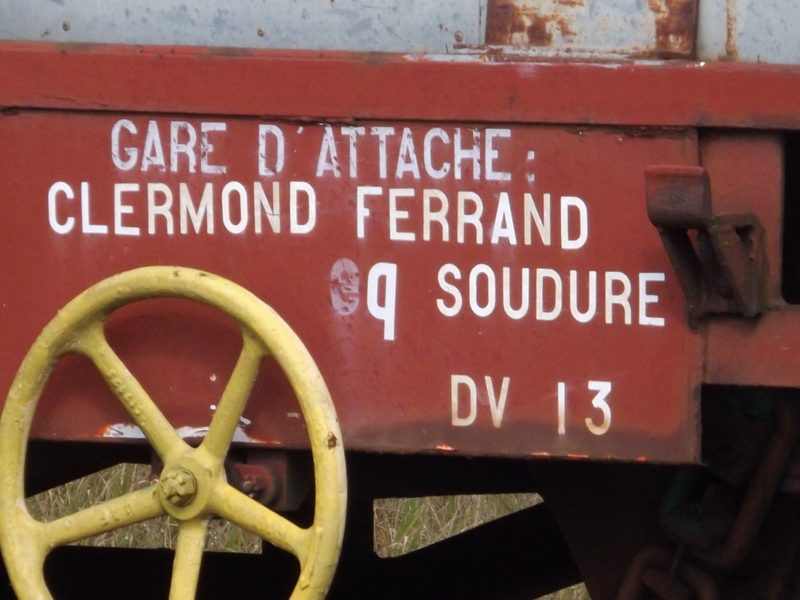 GARE D'ATTACHE :
CLERMOND FERRAND
q SOUDURE
DV 13